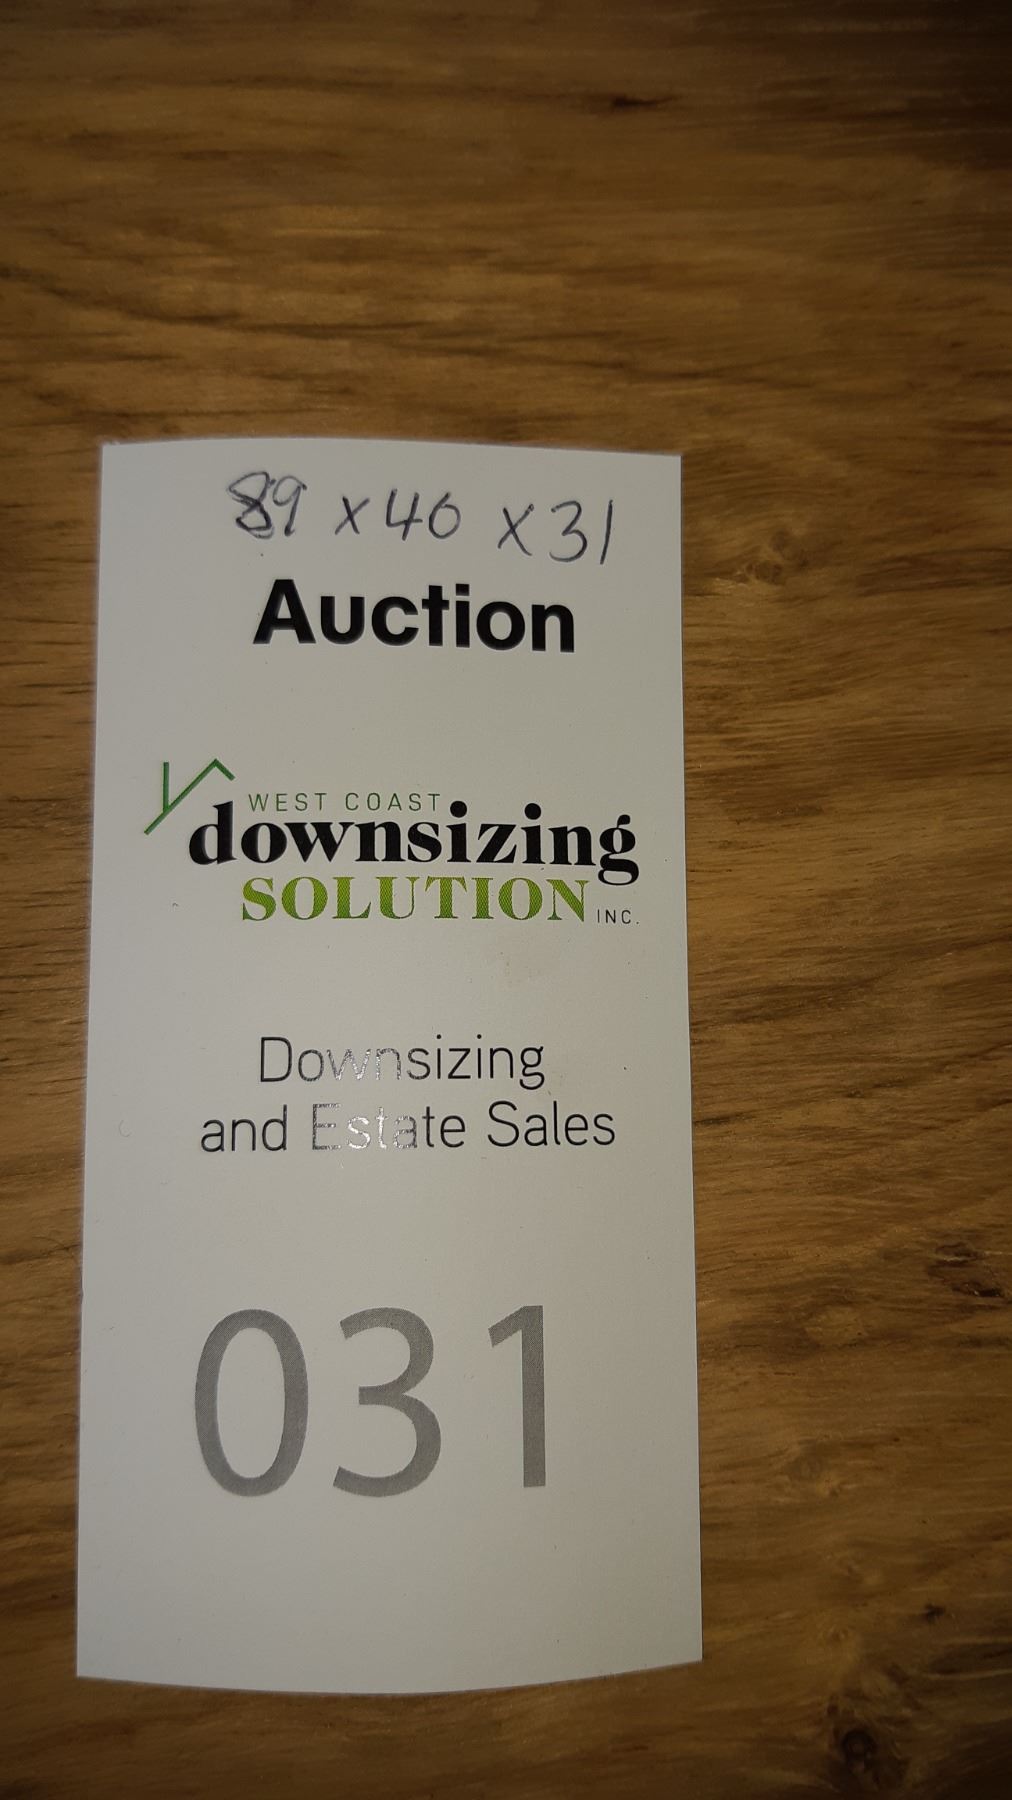 89 x 40 x 31
Auction
WEST COAST
downsizing
SOLUTION INC.
Downsizing
and Estate Sales
031